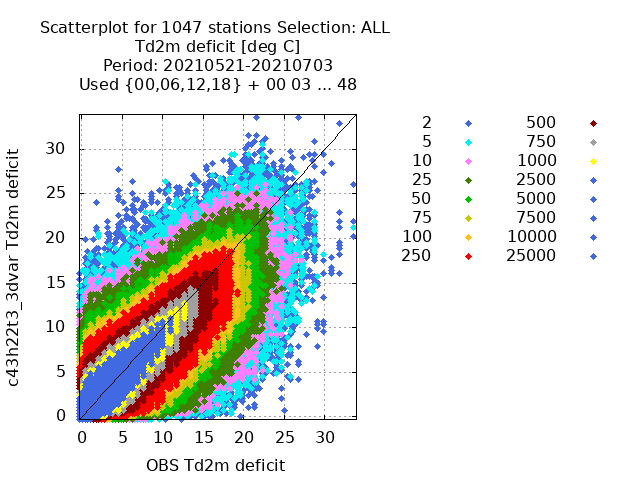 Scatterplot for 1047 stations Selection: ALL
Td2m deficit [deg C]
Period: 20210521-20210703
Used {00,06,12,18} + 00 03 ... 48
c43h22t3_3dvar Td2m deficit
30
25
20
15
10
5
0
0 5 10 15 20 25 30
OBS Td2m deficit
2 500
5 750
10 1000
25 2500
50 5000
75 7500
100 10000
250 25000